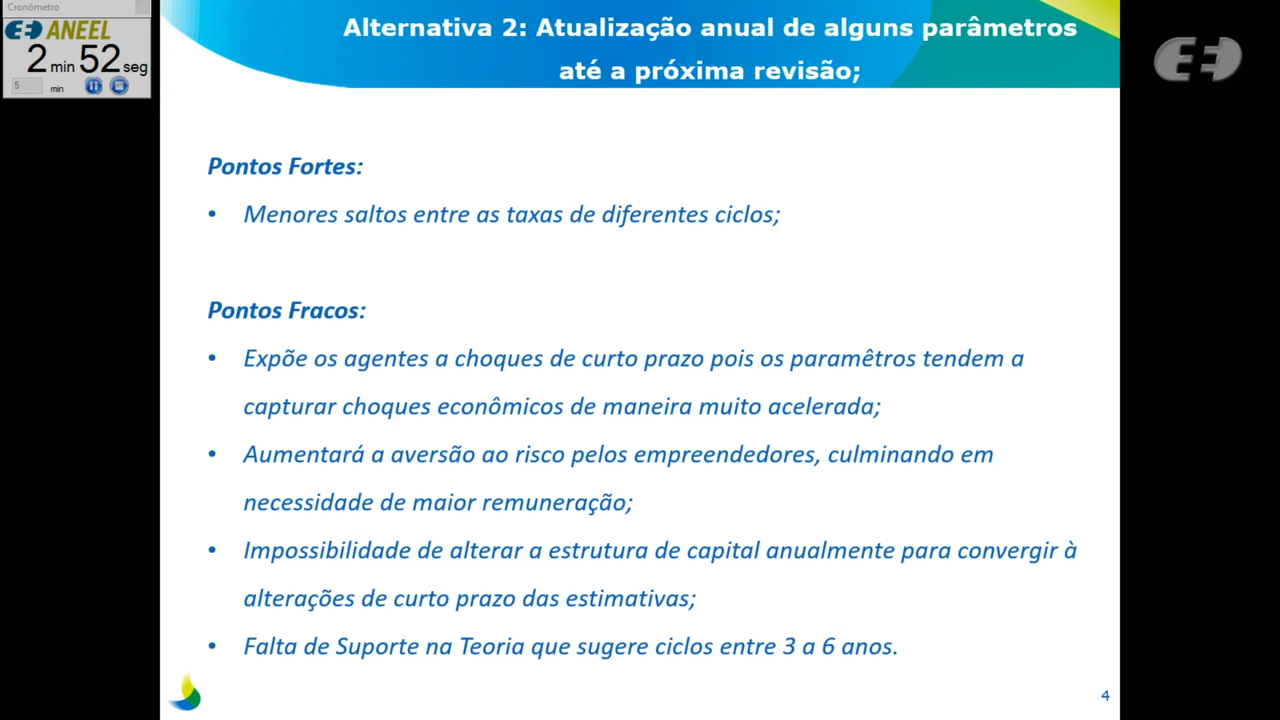 Cronômetro
ANEEL
2 min 52 seg
5 min
Alternativa 2: Atualização anual de alguns parâmetros
até a próxima revisão;
Pontos Fortes:
• Menores saltos entre as taxas de diferentes ciclos;
Pontos Fracos:
• Expõe os agentes a choques de curto prazo pois os paramêtros tendem a
capturar choques econômicos de maneira muito acelerada;
• Aumentará a aversão ao risco pelos empreendedores, culminando em
necessidade de maior remuneração;
• Impossibilidade de alterar a estrutura de capital anualmente para convergir à
alterações de curto prazo das estimativas;
• Falta de Suporte na Teoria que sugere ciclos entre 3 a 6 anos.
4